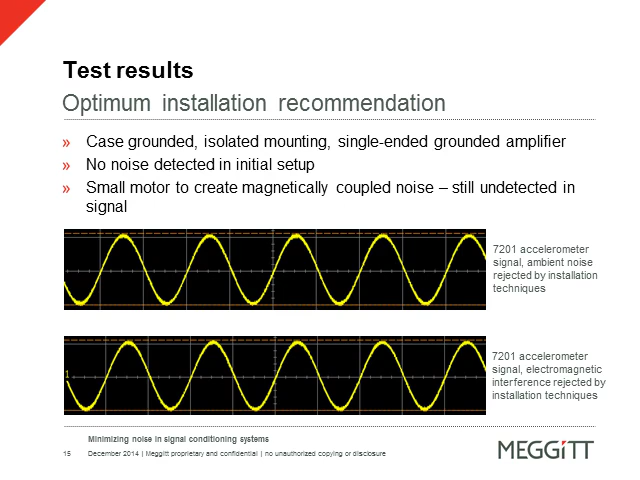 Test results
Optimum installation recommendation
» Case grounded, isolated mounting, single-ended grounded amplifier
» No noise detected in initial setup
» Small motor to create magnetically coupled noise – still undetected in
signal
7201 accelerometer
signal, ambient noise
rejected by installation
techniques
1
7201 accelerometer
signal, electromagnetic
interference rejected by
installation techniques
Minimizing noise in signal conditioning systems
15 December 2014 | Meggitt proprietary and confidential | no unauthorized copying or disclosure
MEGGiTT